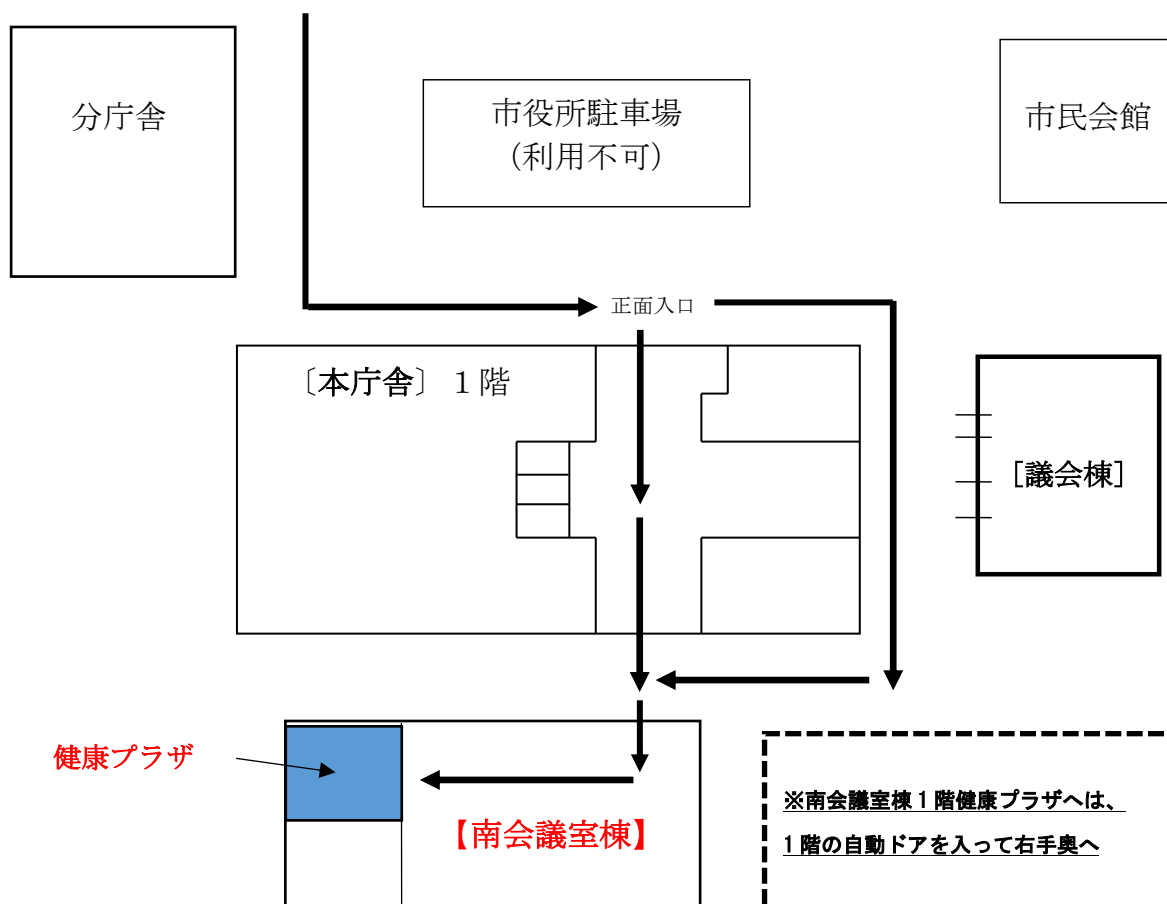 分庁舎
市役所駐車場
(利用不可)
市民会館
正面入口
〔本庁舎〕１階
[議会棟]
健康プラザ
【南会議室棟】
※南会議室棟１階健康プラザへは、
１階の自動ドアを入って右手奥へ